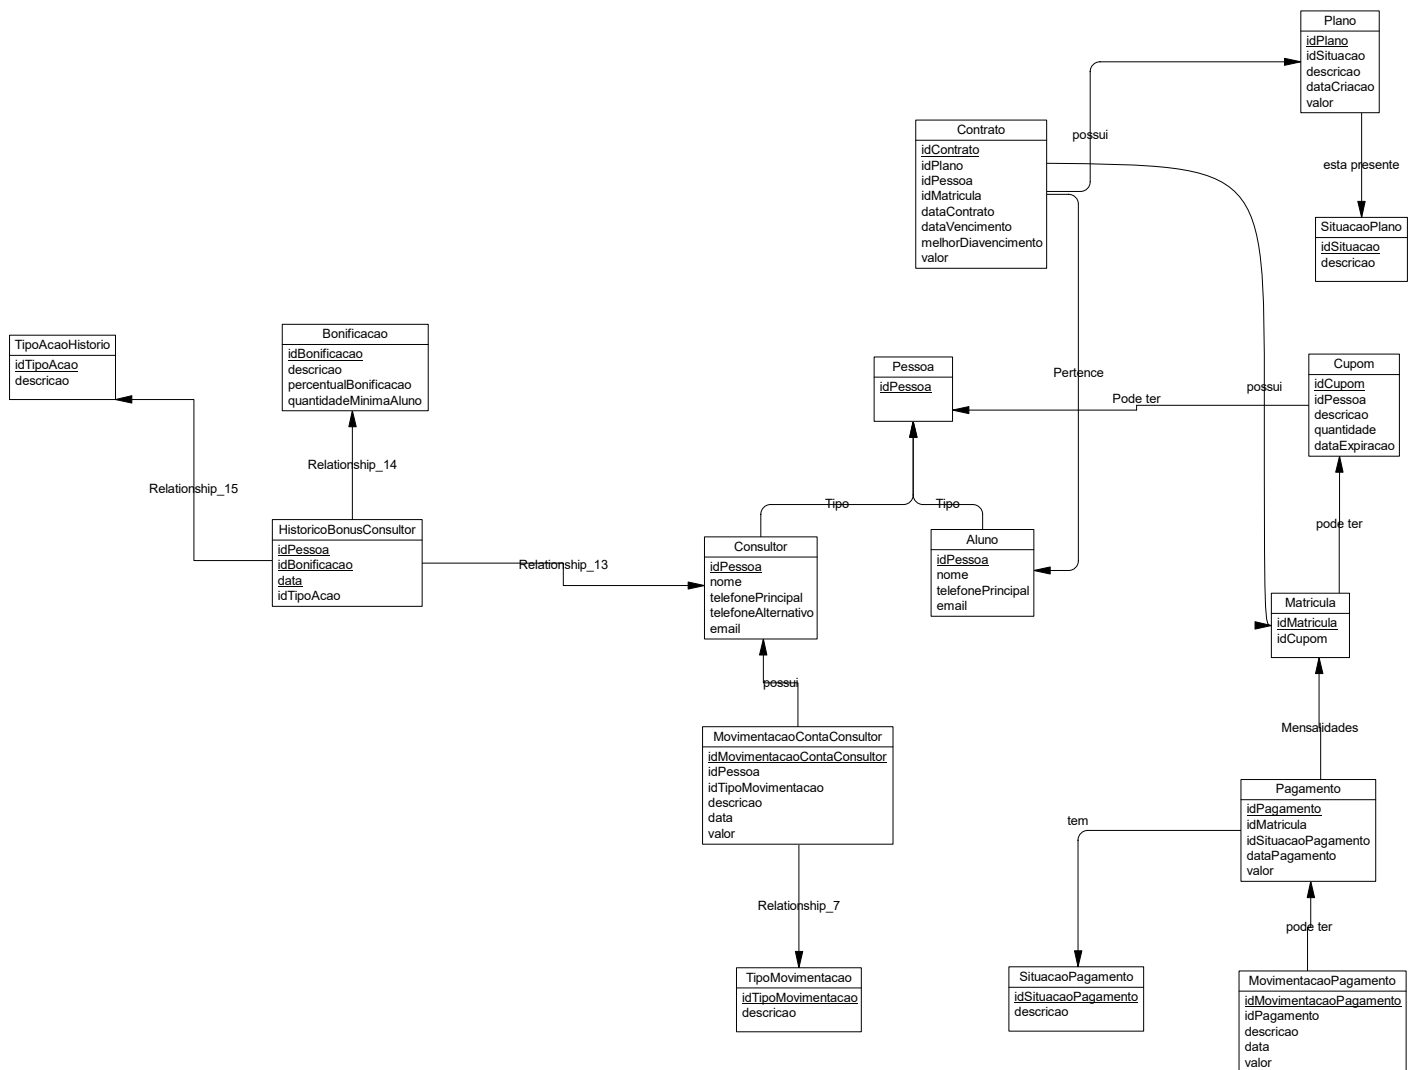 Plano
idPlano
idSituacao
descricao
dataCriacao
valor
esta presente
SituacaoPlano
idSituacao
descricao
possui
Contrato
idContrato
idPlano
idPessoa
idMatricula
dataContrato
dataVencimento
melhorDiavencimento
valor
Pertence
possui
TipoAcaoHistorio
idTipoAcao
descricao
Bonificacao
idBonificacao
descricao
percentualBonificacao
quantidadeMinimaAluno
Relationship_14
Relationship_15
HistoricoBonusConsultor
idPessoa
idBonificacao
data
idTipoAcao
Relationship_13
Pessoa
idPessoa
Pode ter
Cupom
idCupom
idPessoa
descricao
quantidade
dataExpiracao
Tipo
Tipo
Consultor
idPessoa
nome
telefonePrincipal
telefoneAlternativo
email
Aluno
idPessoa
nome
telefonePrincipal
email
pode ter
Matricula
idMatricula
idCupom
possui
MovimentacaoContaConsultor
idMovimentacaoContaConsultor
idPessoa
idTipoMovimentacao
descricao
data
valor
Relationship_7
TipoMovimentacao
idTipoMovimentacao
descricao
Mensalidades
Pagamento
idPagamento
idMatricula
idSituacaoPagamento
dataPagamento
valor
tem
SituacaoPagamento
idSituacaoPagamento
descricao
pode ter
MovimentacaoPagamento
idMovimentacaoPagamento
idPagamento
descricao
data
valor